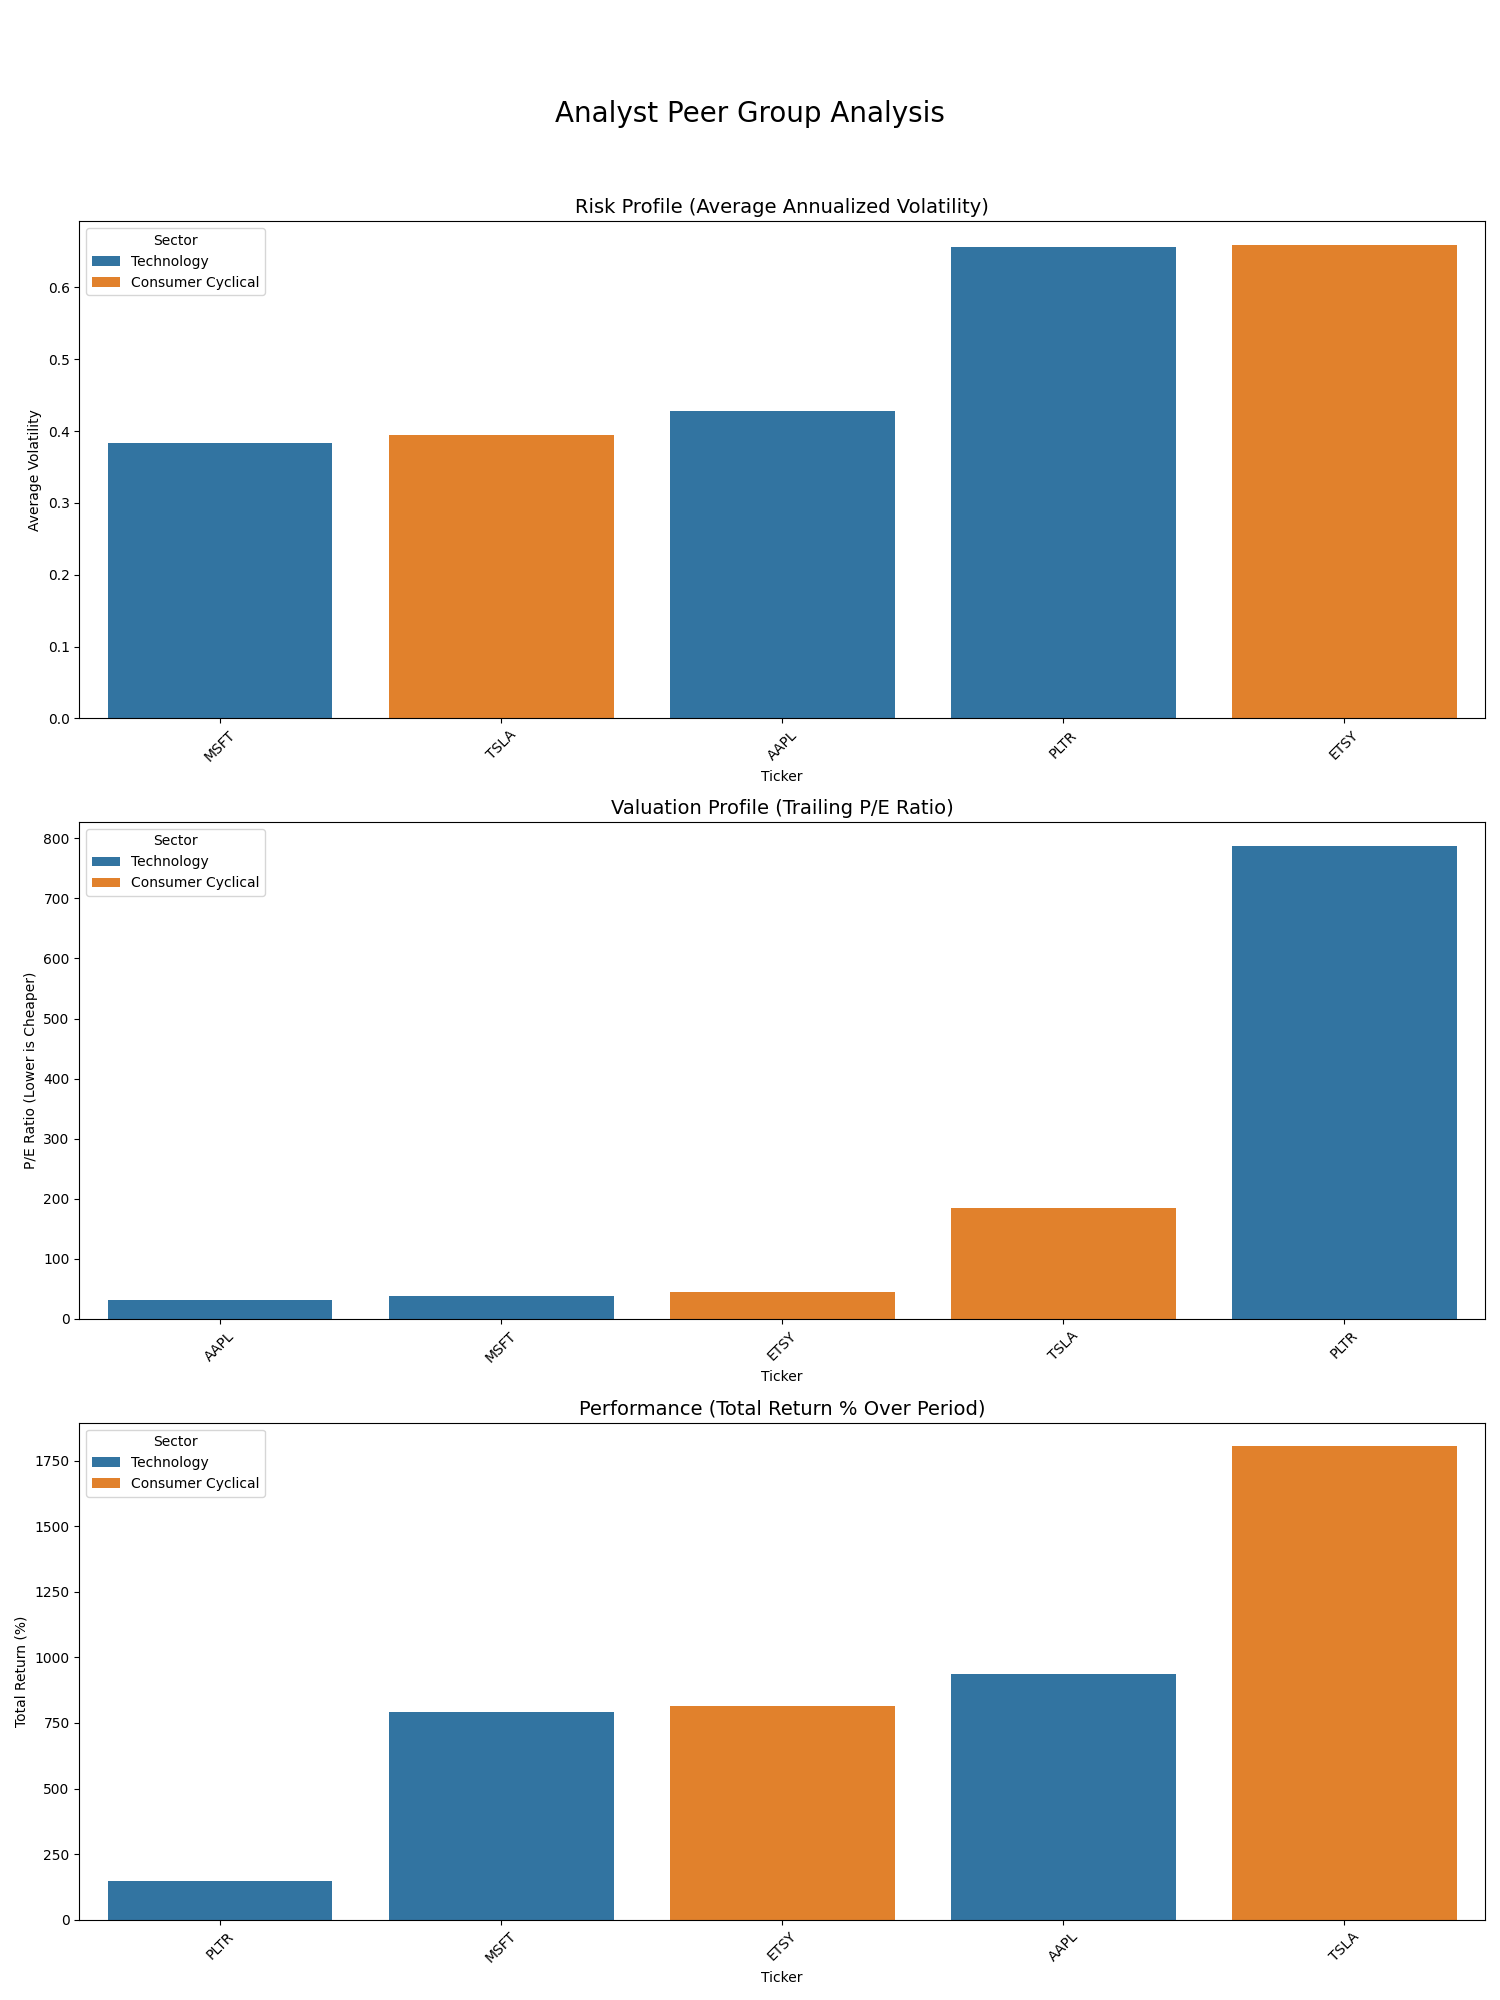 Analyst Peer Group Analysis
Risk Profile (Average Annualized Volatility)
Sector
Technology
Consumer Cyclical
Average Volatility
0.6
0.5
0.4
0.3
0.2
0.1
0.0
MSFT
TSLA
AAPL
PLTR
ETSY
Ticker
Valuation Profile (Trailing P/E Ratio)
Sector
Technology
Consumer Cyclical
P/E Ratio (Lower is Cheaper)
800
700
600
500
400
300
200
100
0
AAPL
MSFT
ETSY
TSLA
PLTR
Ticker
Performance (Total Return % Over Period)
Sector
Technology
Consumer Cyclical
Total Return (%)
1750
1500
1250
1000
750
500
250
0
PLTR
MSFT
ETSY
AAPL
TSLA
Ticker